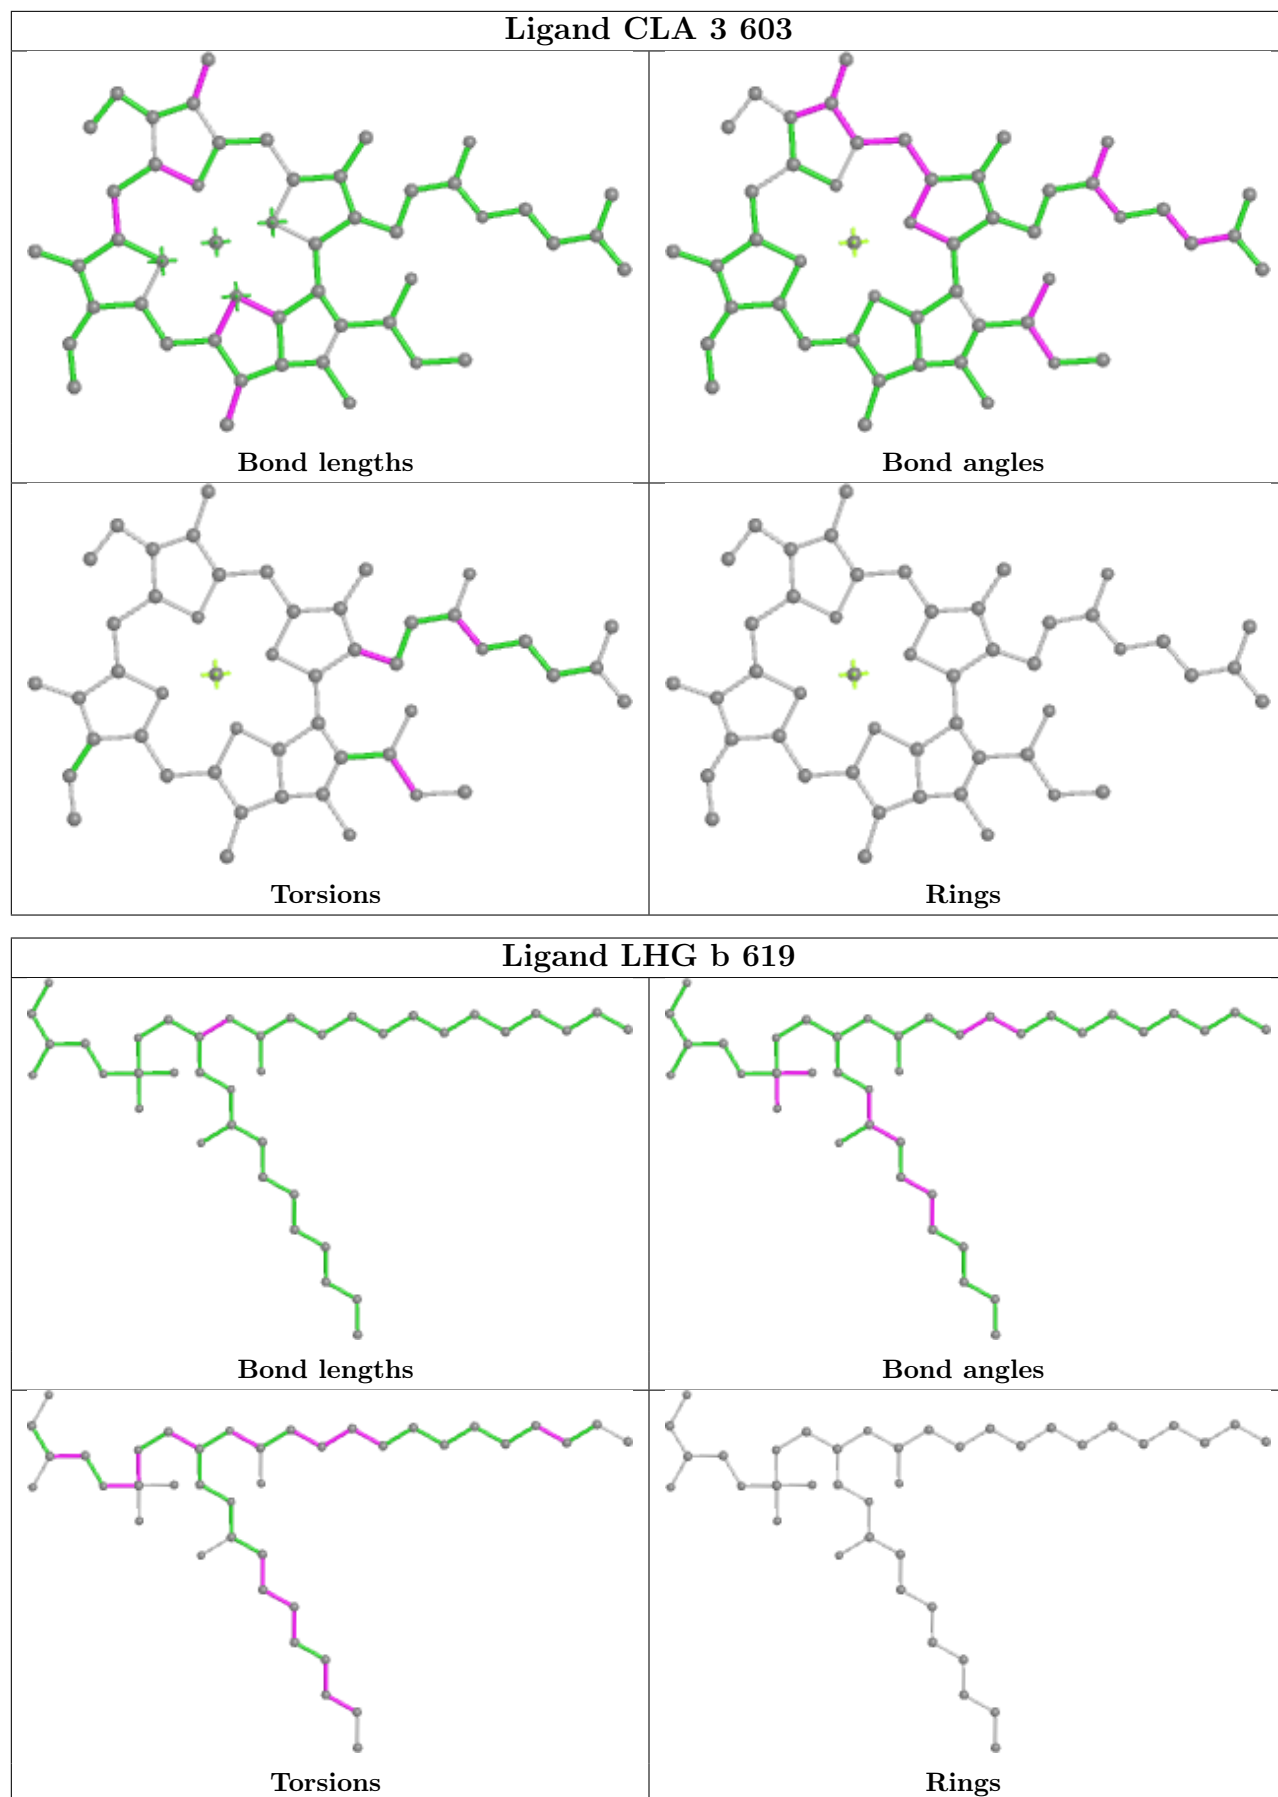 Ligand CLA 3 603
Bond lengths
Bond angles
Torsions
Rings
Ligand LHG b 619
Bond lengths
Bond angles
Torsions
Rings